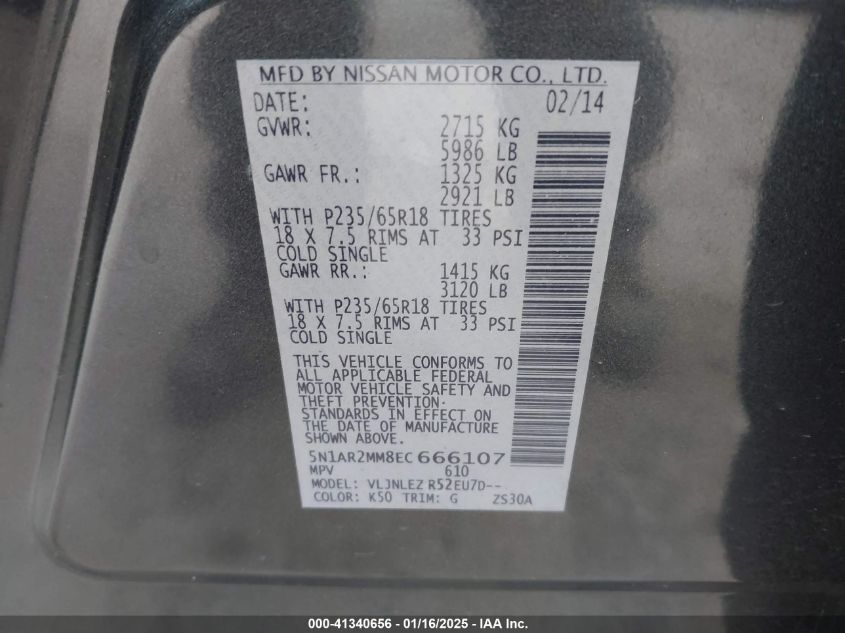 MFD BY NISSAN MOTOR CO., LTD.
DATE: 02/14
GVWR: 2715 KG
5986 LB
GAWR FR.: 1325 KG
2921 LB
WITH P235/65R18 TIRES
18 X 7.5 RIMS AT 33 PSI
COLD SINGLE
GAWR RR.: 1415 KG
3120 LB
WITH P235/65R18 TIRES
18 X 7.5 RIMS AT 33 PSI
COLD SINGLE
THIS VEHICLE CONFORMS TO
ALL APPLICABLE FEDERAL
MOTOR VEHICLE SAFETY AND
THEFT PREVENTION
STANDARDS IN EFFECT ON
THE DATE OF MANUFACTURE
SHOWN ABOVE.
5N1AR2MM8EC666107
MPV 610
MODEL: VLJNLEZ R52EU7D--
COLOR: K50 TRIM: G ZS30A
000-41340656 — 01/16/2025 - IAA Inc.